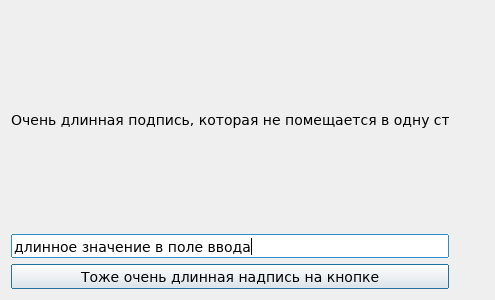 Очень длинная подпись, которая не помещается в одну ст
длинное значение в поле ввода
Тоже очень длинная надпись на кнопке